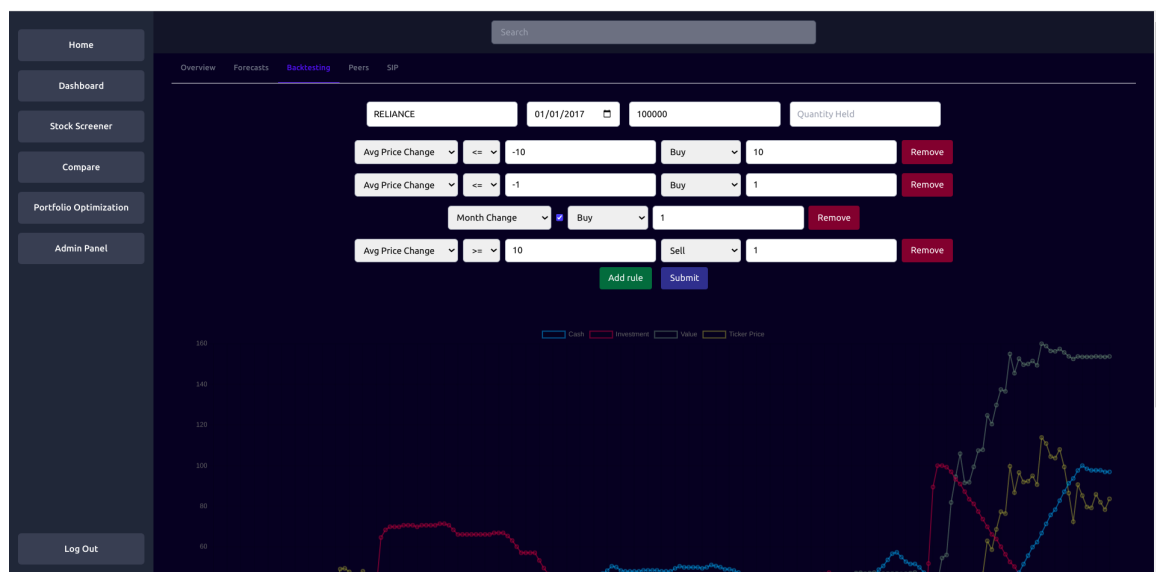 Search
Home
Dashboard
Stock Screener
Compare
Portfolio Optimization
Admin Panel
Log Out
Overview Forecasts Backtesting Peers SIP
RELIANCE 01/01/2017 100000 Quantity Held
Avg Price Change <= -10 Buy 10 Remove
Avg Price Change <= -1 Buy 1 Remove
Month Change Buy 1 Remove
Avg Price Change >= 10 Sell 1 Remove
Add rule Submit
Cash Investment Value Ticker Price
160
140
120
100
80
60